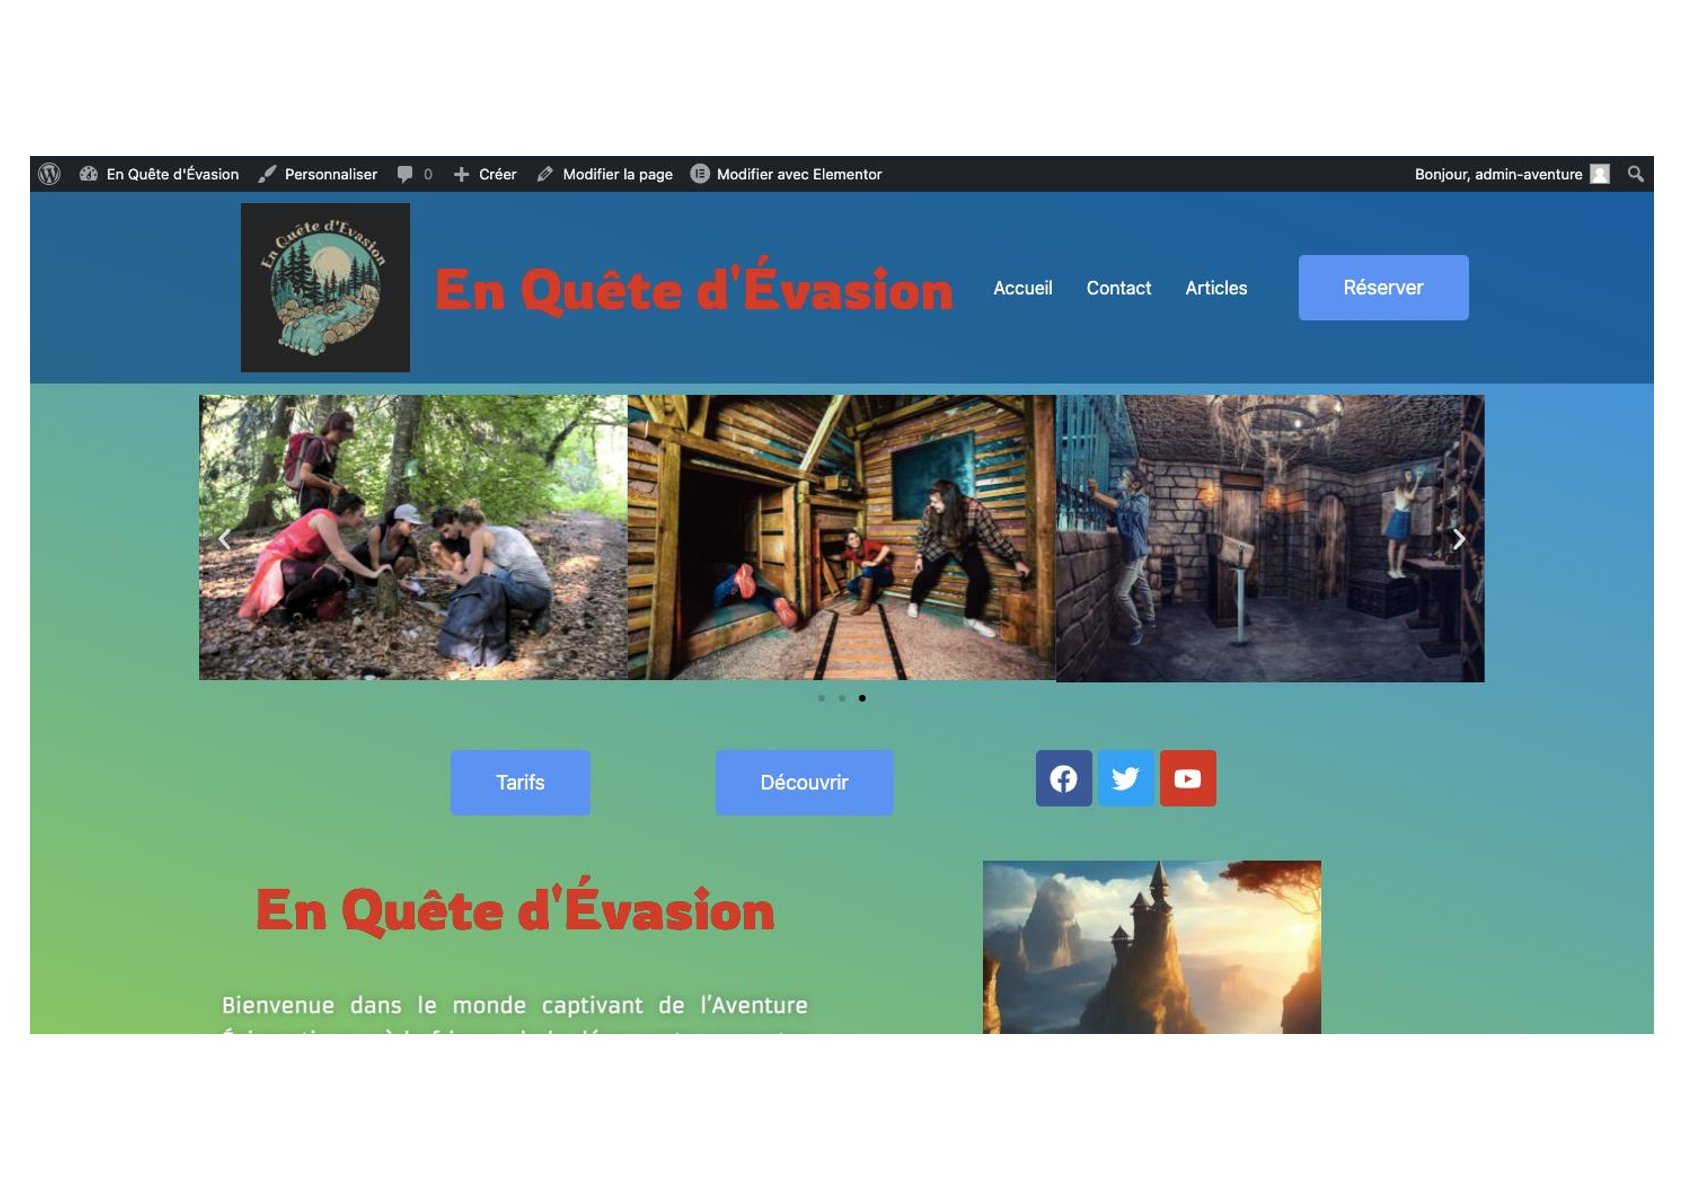 En Quête d'Évasion Personnaliser 0 Créer Modifier la page Modifier avec Elementor Bonjour, admin-aventure
En Quête d'Évasion
En Quête d'Évasion Accueil Contact Articles Réserver
Tarifs Découvrir
En Quête d'Évasion
Bienvenue dans le monde captivant de l'Aventure